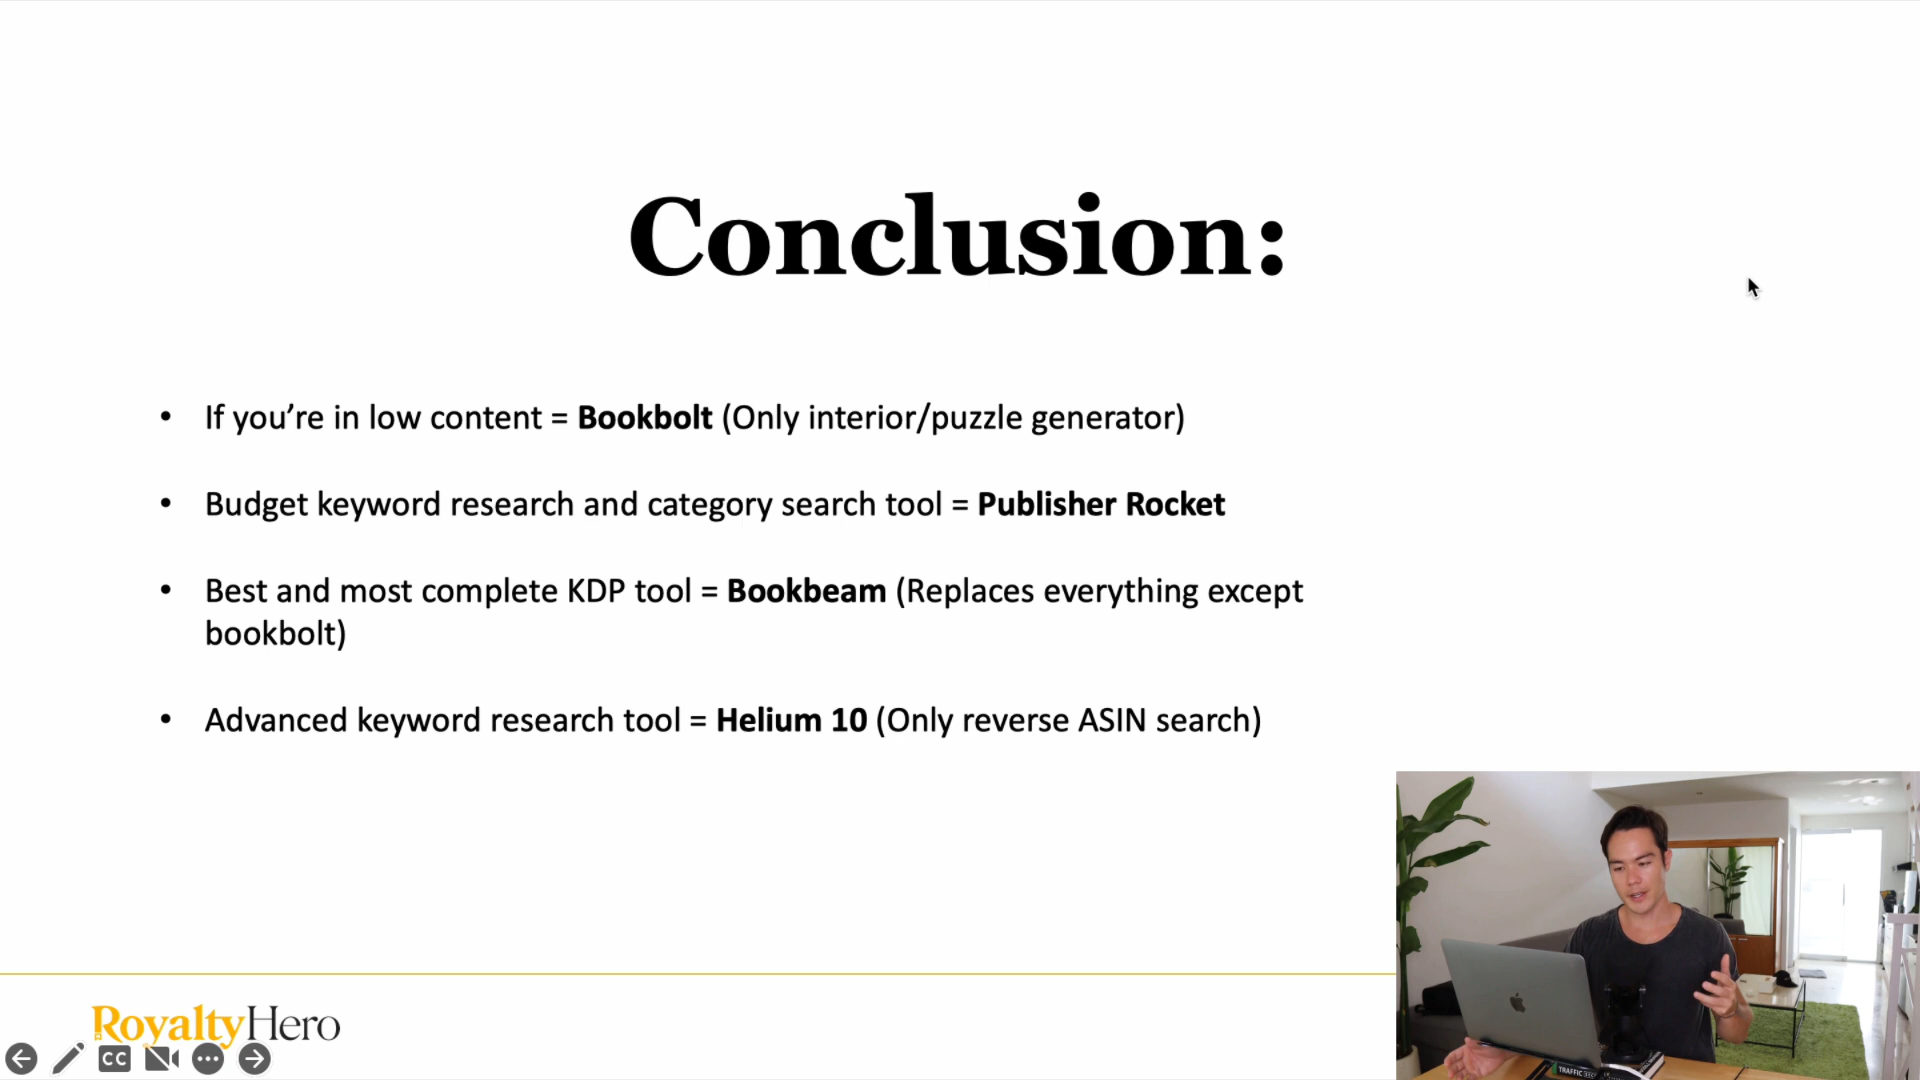 Conclusion:
• If you’re in low content = Bookbolt (Only interior/puzzle generator)
• Budget keyword research and category search tool = Publisher Rocket
• Best and most complete KDP tool = Bookbeam (Replaces everything except
bookbolt)
• Advanced keyword research tool = Helium 10 (Only reverse ASIN search)
RoyaltyHero
CC
TRAFFIC